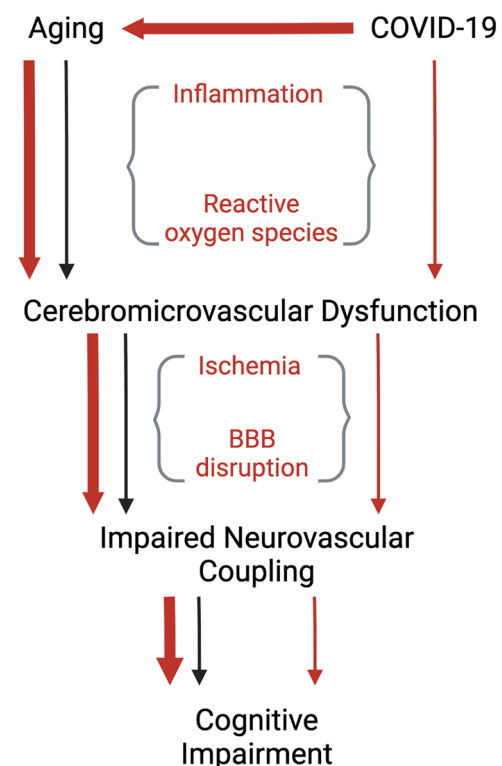 Aging
COVID-19
Inflammation
Reactive
oxygen species
Cerebromicrovascular Dysfunction
Ischemia
BBB
disruption
Impaired Neurovascular
Coupling
Cognitive
Impairment